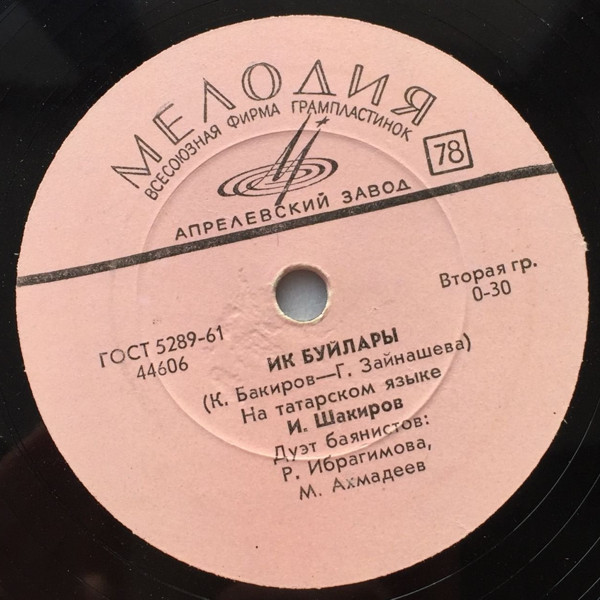 МЕЛОДИЯ
ВСЕСОЮЗНАЯ ФИРМА ГРАМПЛАСТИНОК
78
АПРЕЛЕВСКИЙ ЗАВОД
Вторая гр.
0-30
ГОСТ 5289-61
44606
ИК БУЙЛАРЫ
(К. Бакиров—Г. Зайнашева)
На татарском языке
И. Шакиров
Дуэт баянистов:
Р. Ибрагимова,
М. Ахмадеев